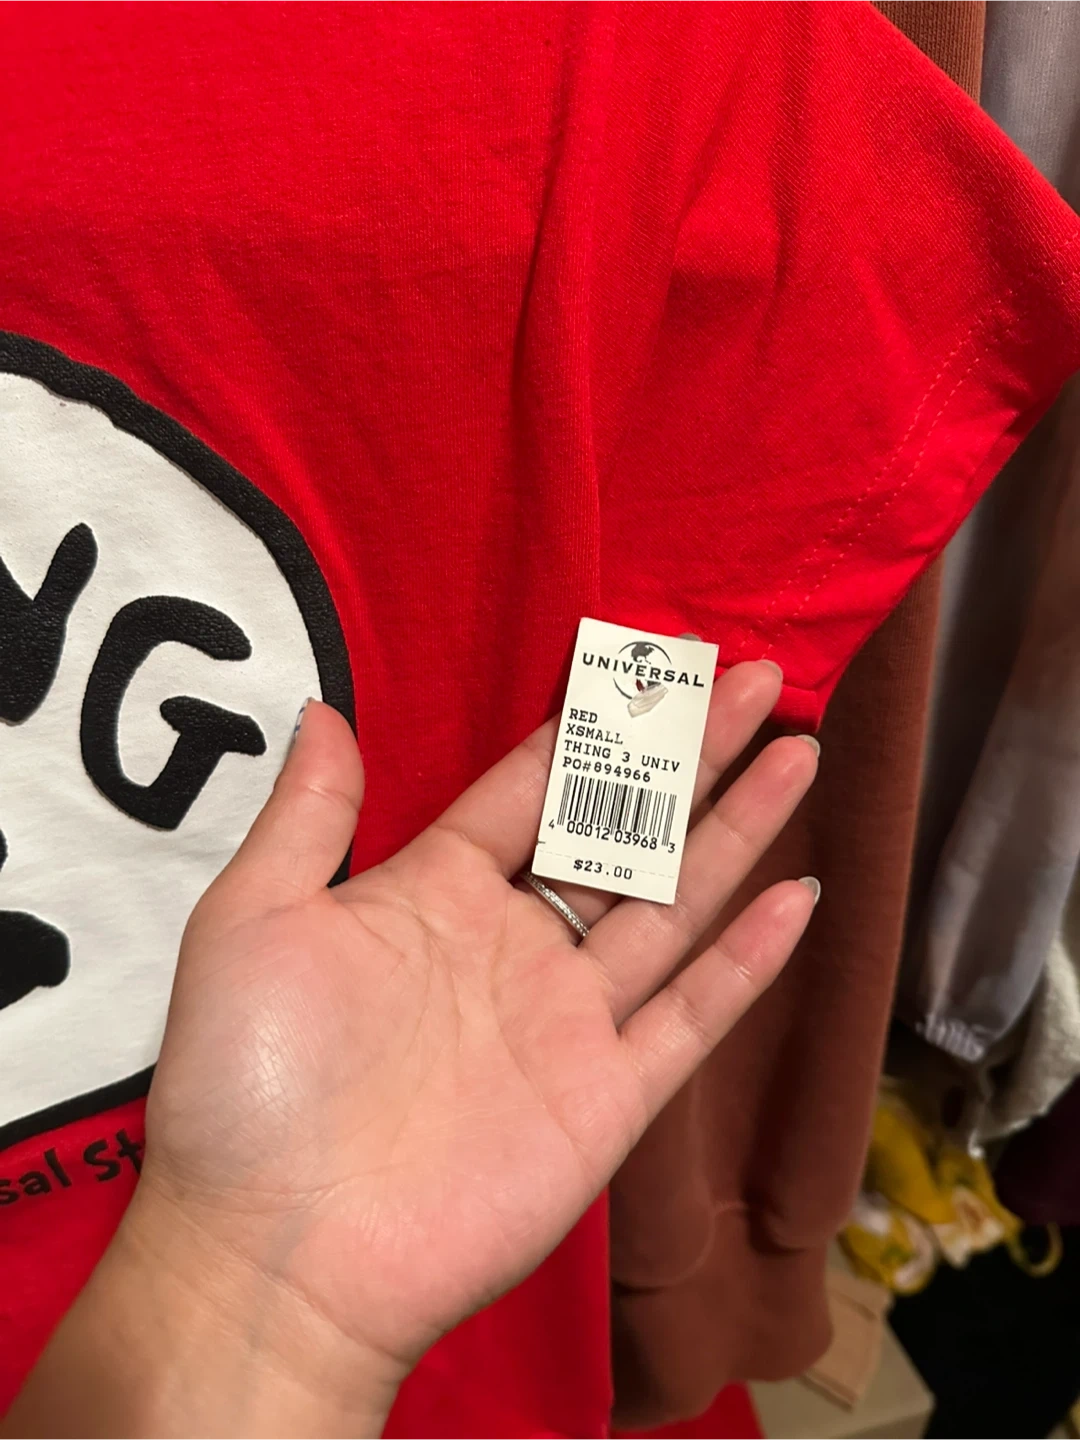 NG
sal St
UNIVERSAL
RED
XSMALL
THING 3 UNIV
PO#894966
4 00012 03968 3
$23.00